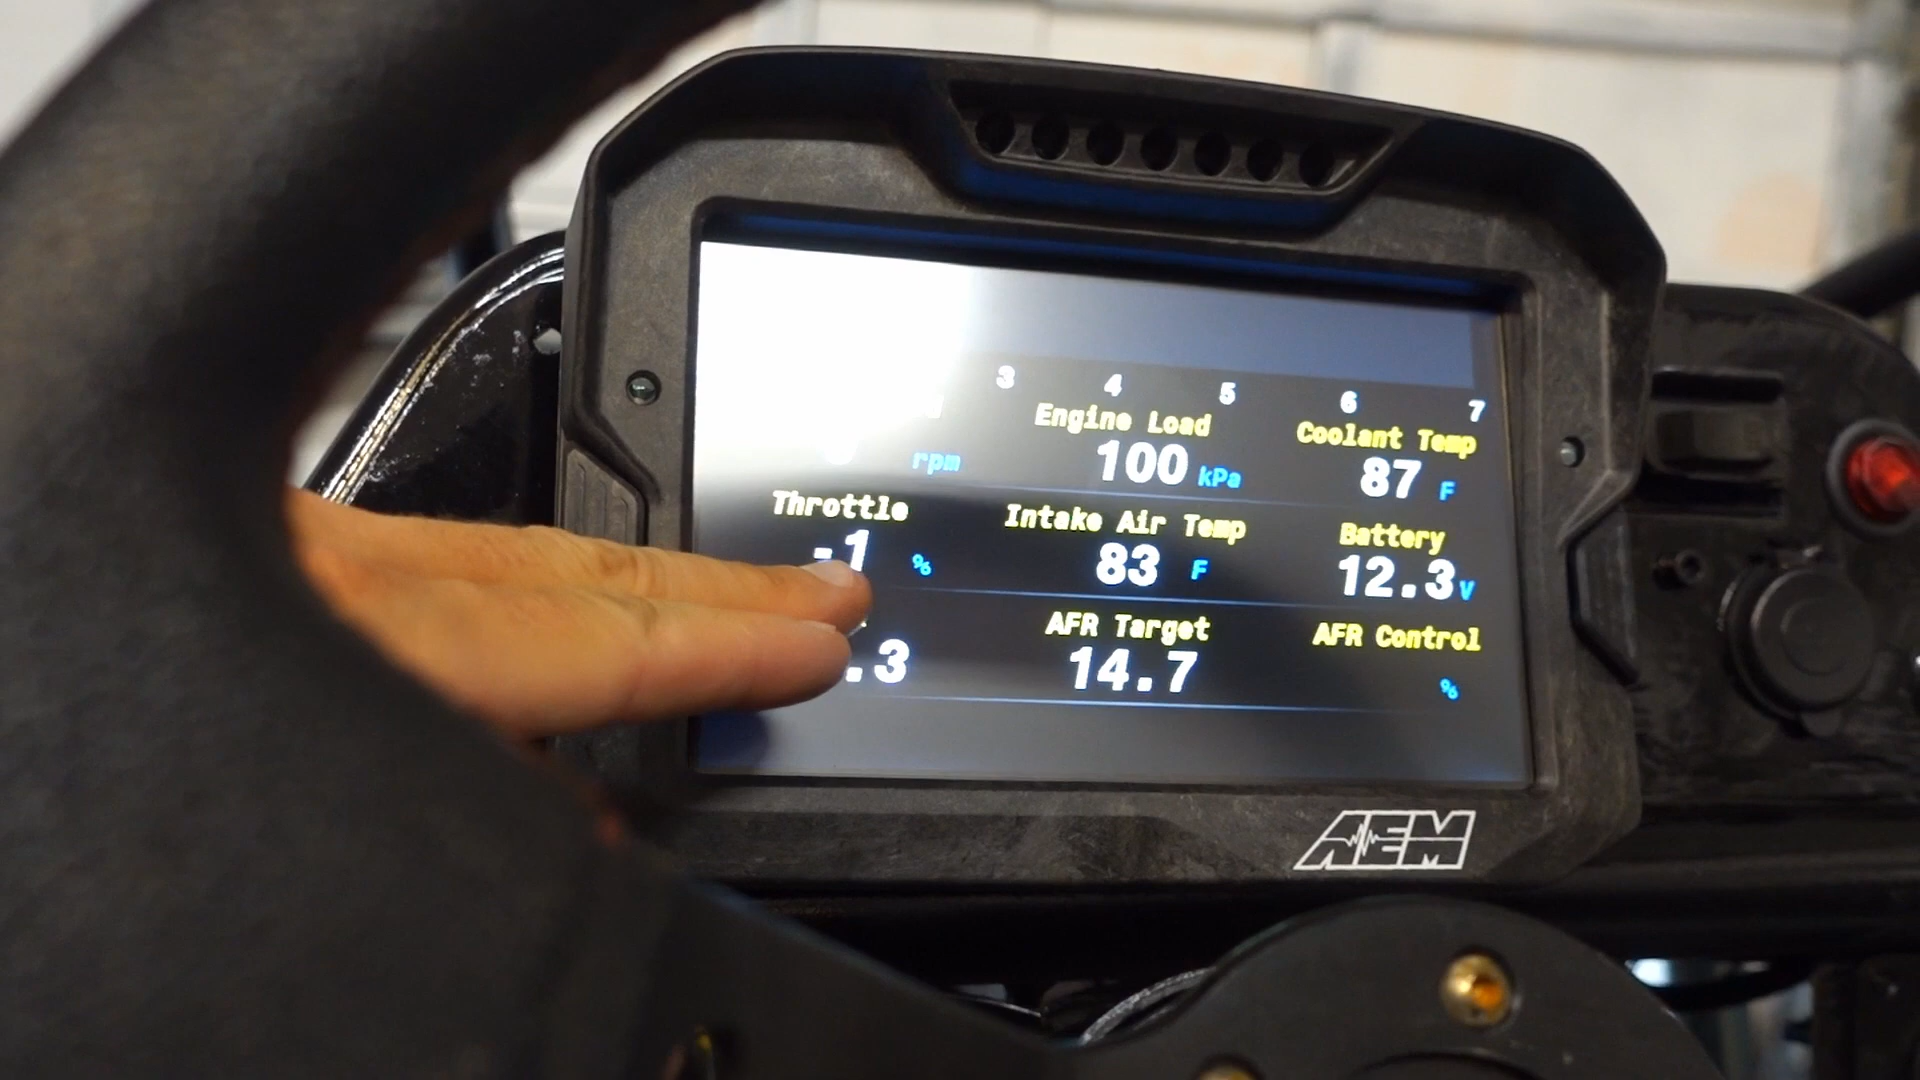 3 4 5 6 7
Engine Load Coolant Temp
rpm 100 kPa 87 F
Throttle Intake Air Temp Battery
-1 % 83 F 12.3 V
AFR Target AFR Control
.3 14.7 %
AEM